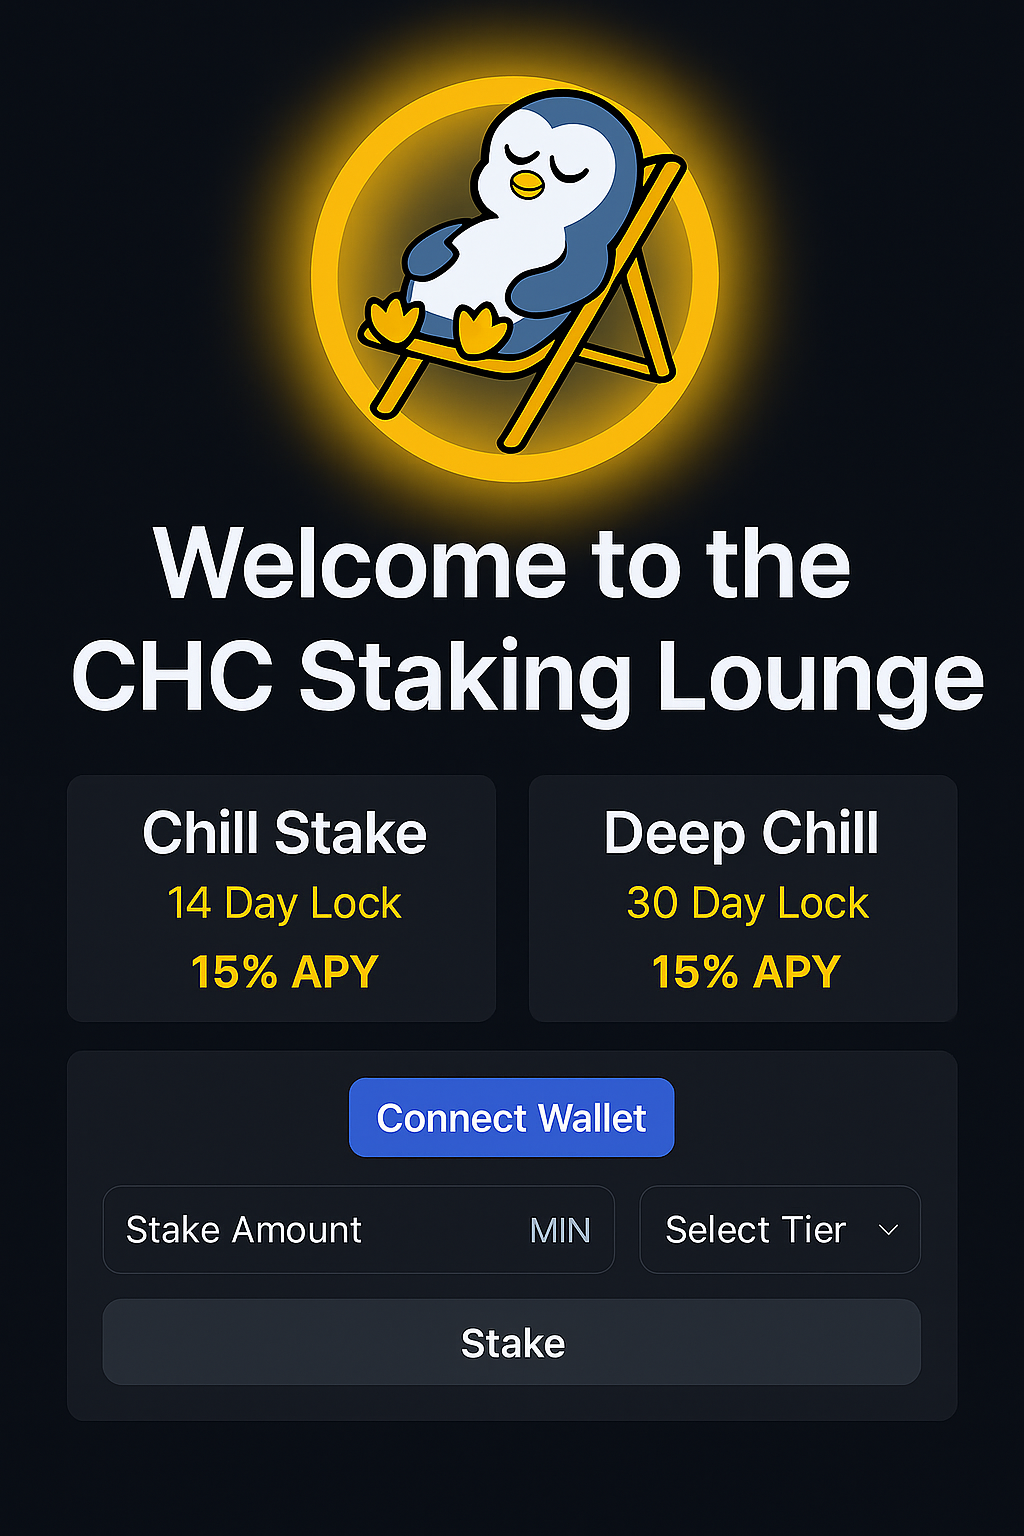 Welcome to the
CHC Staking Lounge
Chill Stake
14 Day Lock
15% APY
Deep Chill
30 Day Lock
15% APY
Connect Wallet
Stake Amount MIN
Select Tier
Stake